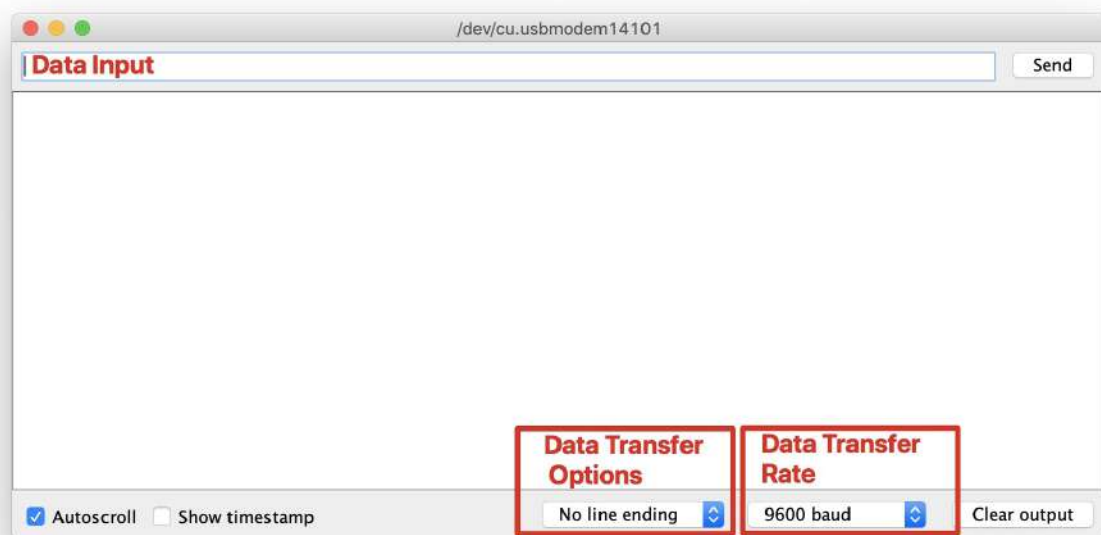 /dev/cu.usbmodem14101
Data Input
Send
Data Transfer
Options
Data Transfer
Rate
Autoscroll
Show timestamp
No line ending
9600 baud
Clear output